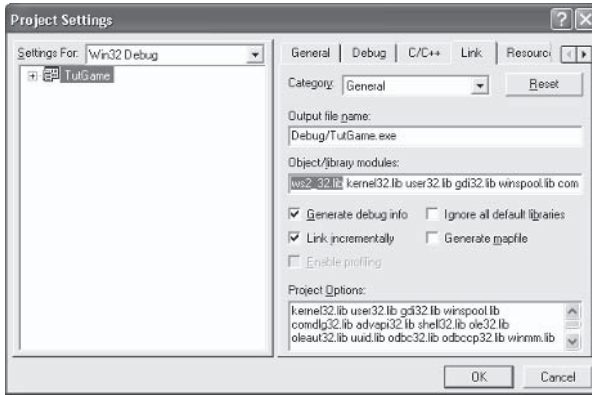 Project Settings
Settings For: Win32 Debug
TutGame
General Debug C/C++ Link Resourc
Category: General Reset
Output file name:
Debug/TutGame.exe
Object/library modules:
ws2_32.lib kernel32.lib user32.lib gdi32.lib winspool.lib com
Generate debug info Ignore all default libraries
Link incrementally Generate mapfile
Enable profiling
Project Options:
kernel32.lib user32.lib gdi32.lib winspool.lib
comdlg32.lib advapi32.lib shell32.lib ole32.lib
oleaut32.lib uuid.lib odbc32.lib odbccp32.lib winmm.lib
OK Cancel